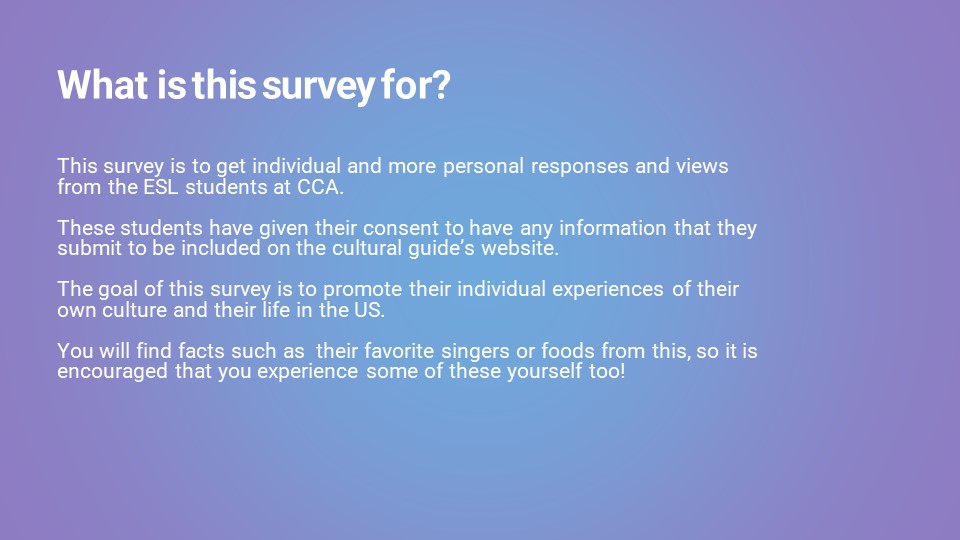 What is this survey for?
This survey is to get individual and more personal responses and views
from the ESL students at CCA.
These students have given their consent to have any information that they
submit to be included on the cultural guide’s website.
The goal of this survey is to promote their individual experiences of their
own culture and their life in the US.
You will find facts such as  their favorite singers or foods from this, so it is
encouraged that you experience some of these yourself too!